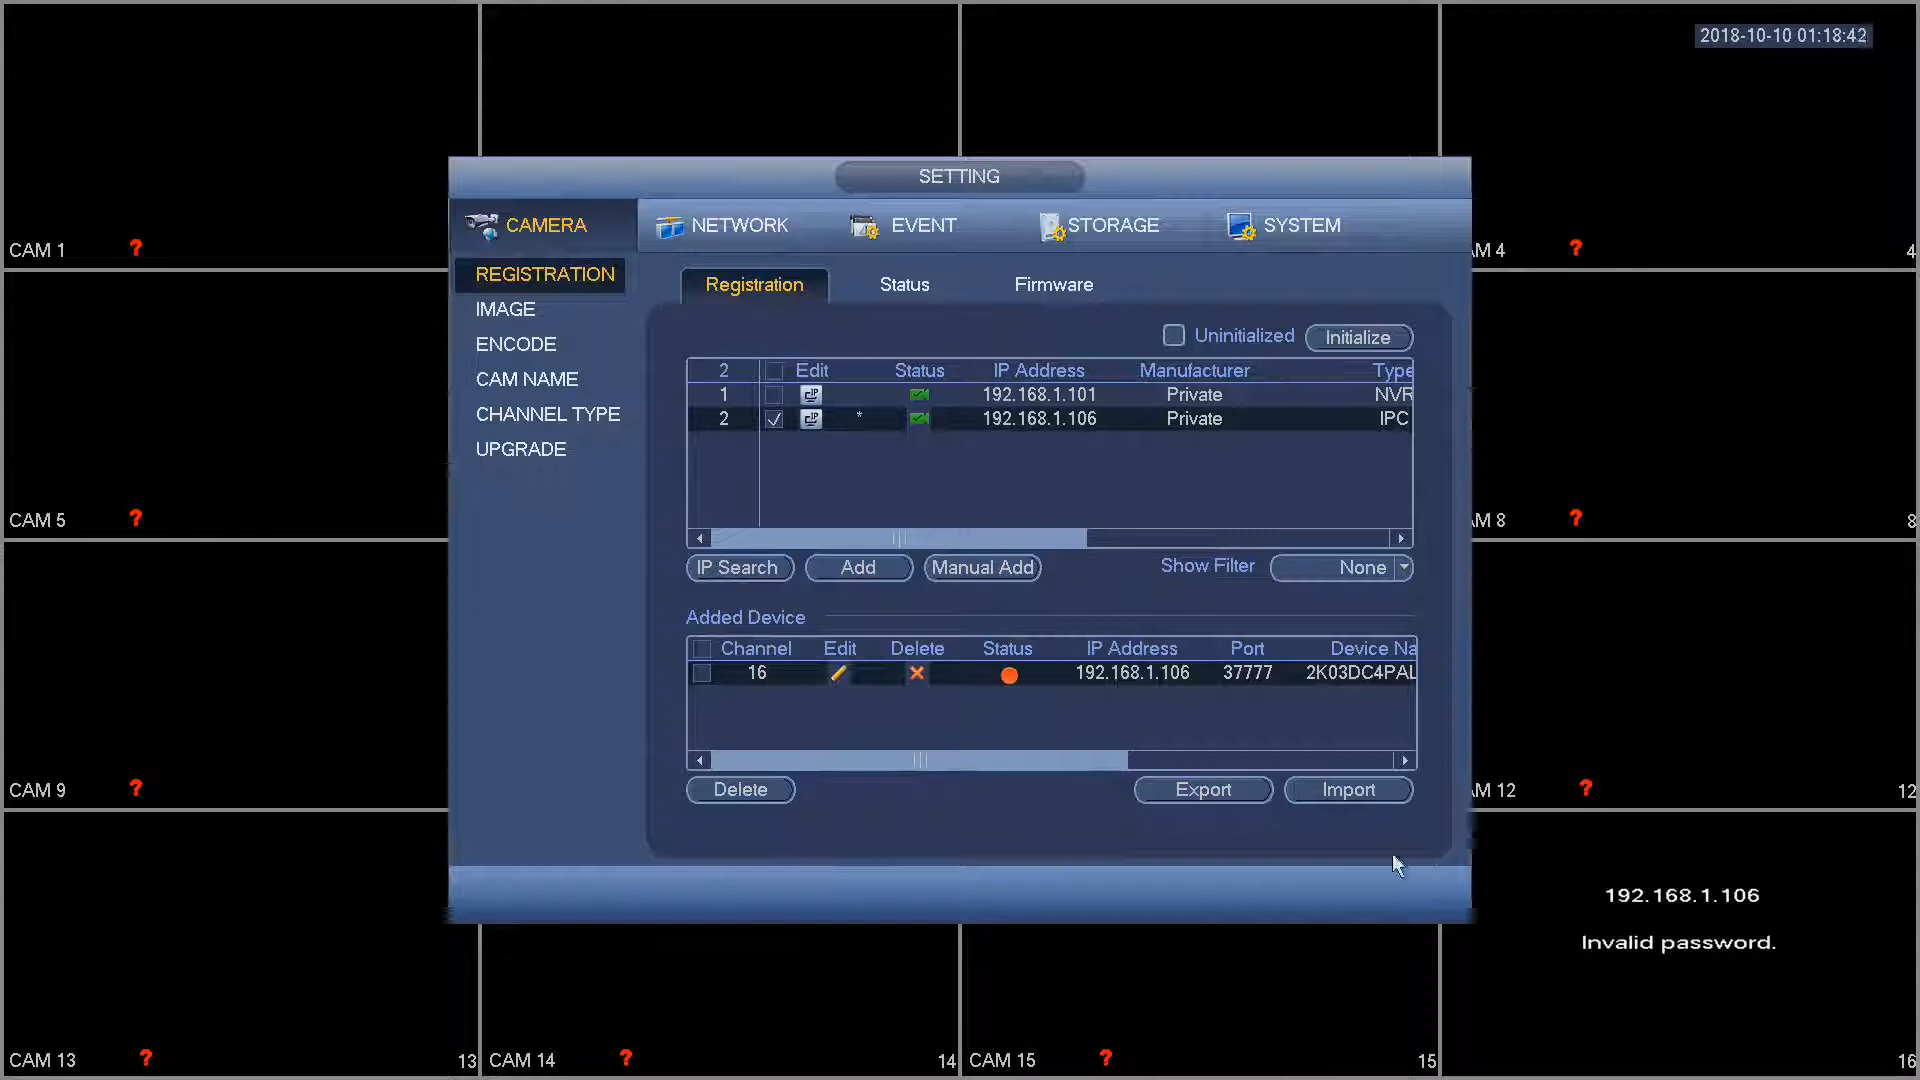 2018-10-10 01:18:42
SETTING
CAMERA NETWORK EVENT STORAGE SYSTEM
CAM 1 ?
AM 4 ? 4
REGISTRATION
IMAGE
ENCODE
CAM NAME
CHANNEL TYPE
UPGRADE
Registration Status Firmware
Uninitialized Initialize
2 Edit Status IP Address Manufacturer Type
1 IP 192.168.1.101 Private NVR
2 IP * 192.168.1.106 Private IPC
CAM 5 ?
AM 8 ? 8
IP Search Add Manual Add Show Filter None
Added Device
Channel Edit Delete Status IP Address Port Device Na
16 192.168.1.106 37777 2K03DC4PAL
CAM 9 ?
AM 12 ? 12
Delete Export Import
192.168.1.106
Invalid password.
CAM 13 ? 13
CAM 14 ? 14
CAM 15 ? 15
16